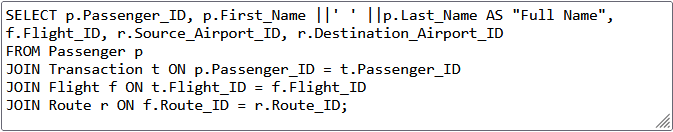 SELECT p.Passenger_ID, p.First_Name ||' ' ||p.Last_Name AS "Full Name",
f.Flight_ID, r.Source_Airport_ID, r.Destination_Airport_ID
FROM Passenger p
JOIN Transaction t ON p.Passenger_ID = t.Passenger_ID
JOIN Flight f ON t.Flight_ID = f.Flight_ID
JOIN Route r ON f.Route_ID = r.Route_ID;